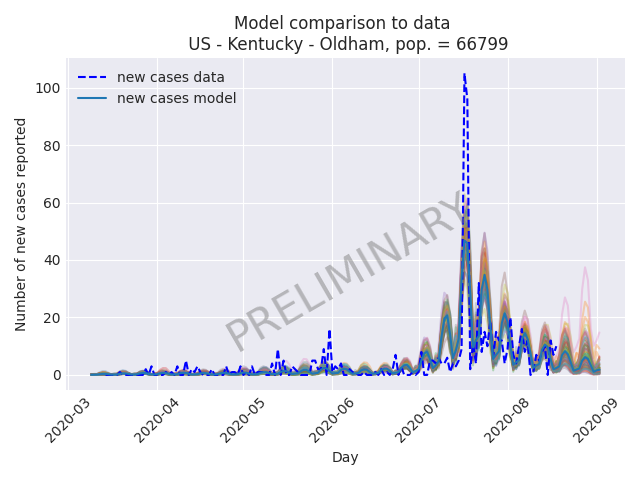 Model comparison to data
US - Kentucky - Oldham, pop. = 66799
new cases data
new cases model
Number of new cases reported
100
80
60
40
20
0
PRELIMINARY
2020-03
2020-04
2020-05
2020-06
2020-07
2020-08
2020-09
Day